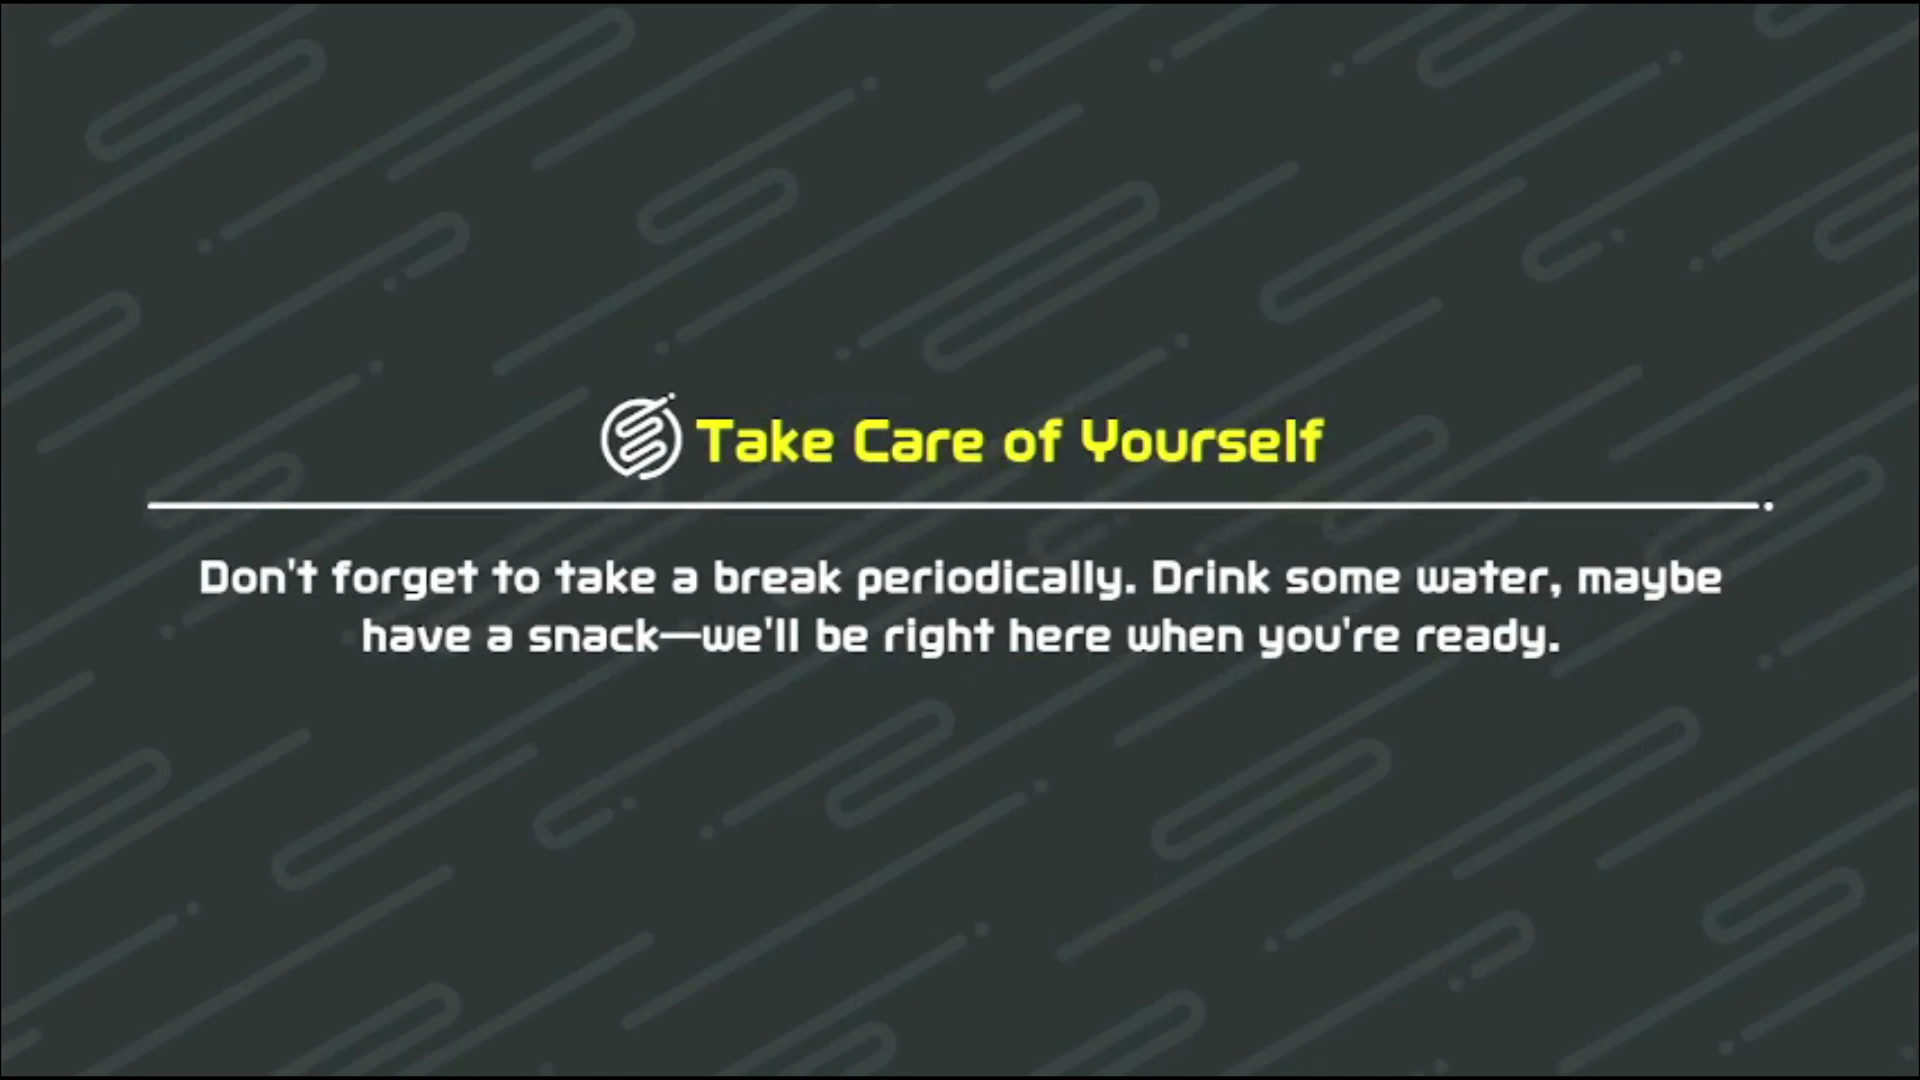 Take Care of Yourself
Don't forget to take a break periodically. Drink some water, maybe
have a snack—we'll be right here when you're ready.